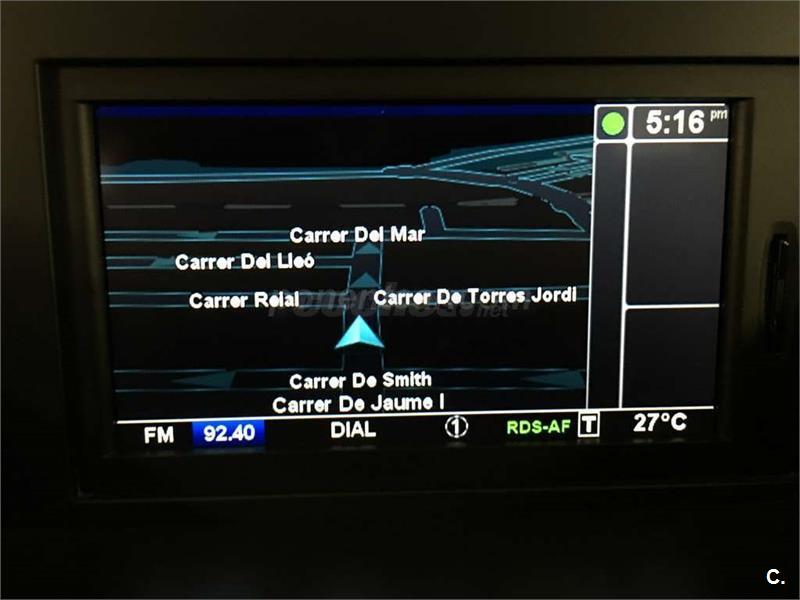 5:16 pm
Carrer Del Mar
Carrer Del Lleó
Carrer Reial
Carrer De Torres Jordi
Carrer De Smith
Carrer De Jaume I
FM 92.40 DIAL 1 RDS-AF T 27°C
C.